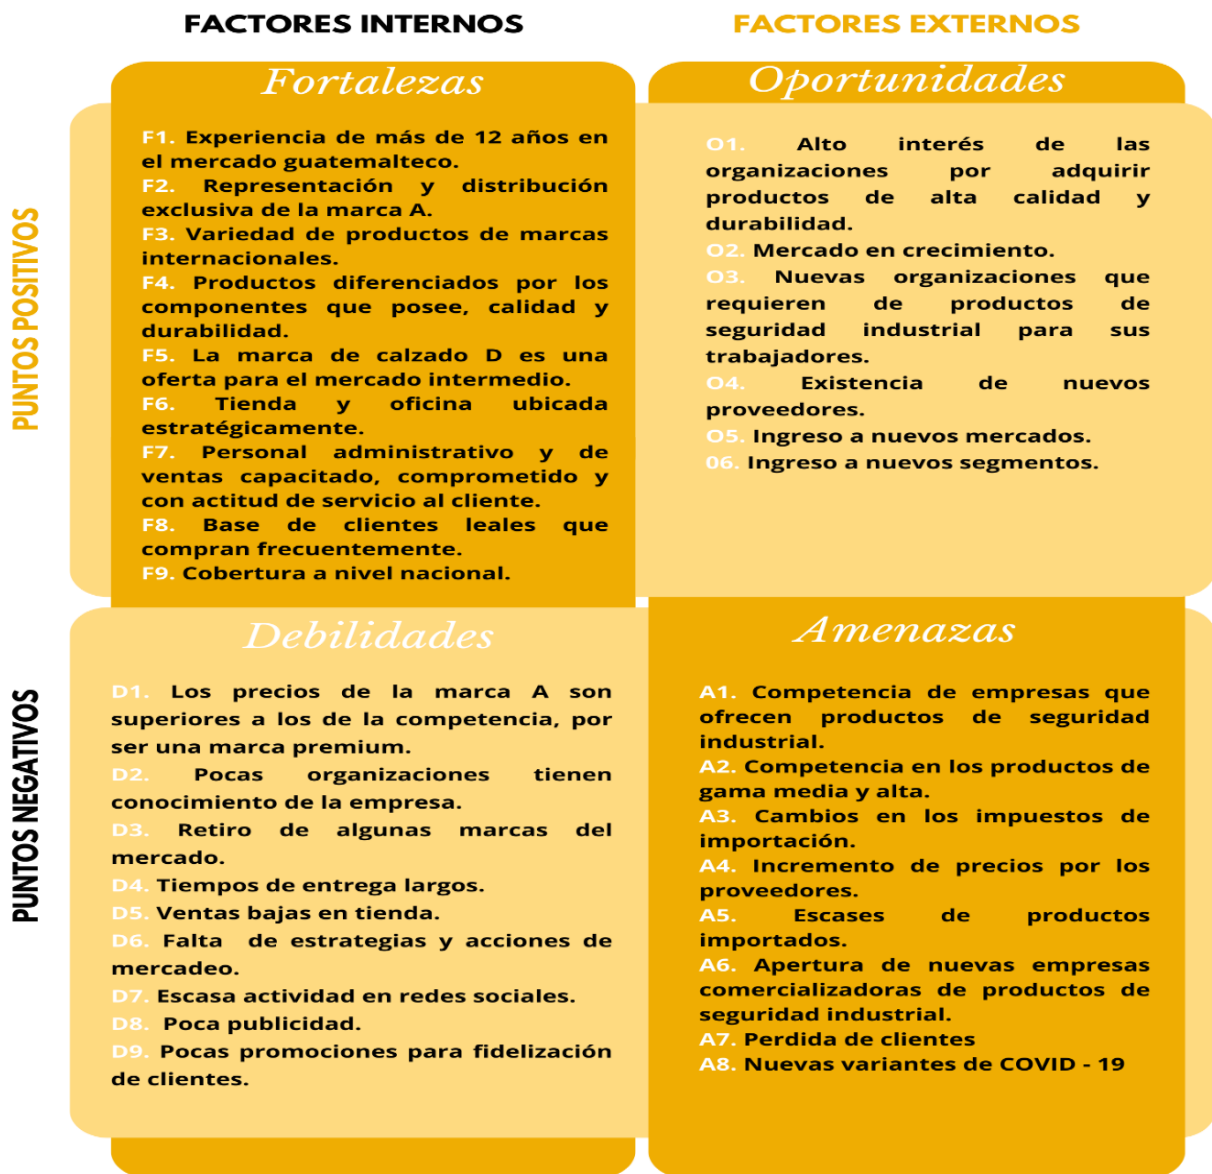 FACTORES INTERNOS
FACTORES EXTERNOS
PUNTOS POSITIVOS
Fortalezas
F1. Experiencia de más de 12 años en
el mercado guatemalteco.
F2. Representación y distribución
exclusiva de la marca A.
F3. Variedad de productos de marcas
internacionales.
F4. Productos diferenciados por los
componentes que posee, calidad y
durabilidad.
F5. La marca de calzado D es una
oferta para el mercado intermedio.
F6. Tienda y oficina ubicada
estratégicamente.
F7. Personal administrativo y de
ventas capacitado, comprometido y
con actitud de servicio al cliente.
F8. Base de clientes leales que
compran frecuentemente.
F9. Cobertura a nivel nacional.
Oportunidades
O1. Alto interés de las
organizaciones por adquirir
productos de alta calidad y
durabilidad.
O2. Mercado en crecimiento.
O3. Nuevas organizaciones que
requieren de productos de
seguridad industrial para sus
trabajadores.
O4. Existencia de nuevos
proveedores.
O5. Ingreso a nuevos mercados.
06. Ingreso a nuevos segmentos.
PUNTOS NEGATIVOS
Debilidades
D1. Los precios de la marca A son
superiores a los de la competencia, por
ser una marca premium.
D2. Pocas organizaciones tienen
conocimiento de la empresa.
D3. Retiro de algunas marcas del
mercado.
D4. Tiempos de entrega largos.
D5. Ventas bajas en tienda.
D6. Falta de estrategias y acciones de
mercadeo.
D7. Escasa actividad en redes sociales.
D8. Poca publicidad.
D9. Pocas promociones para fidelización
de clientes.
Amenazas
A1. Competencia de empresas que
ofrecen productos de seguridad
industrial.
A2. Competencia en los productos de
gama media y alta.
A3. Cambios en los impuestos de
importación.
A4. Incremento de precios por los
proveedores.
A5. Escases de productos
importados.
A6. Apertura de nuevas empresas
comercializadoras de productos de
seguridad industrial.
A7. Perdida de clientes
A8. Nuevas variantes de COVID - 19